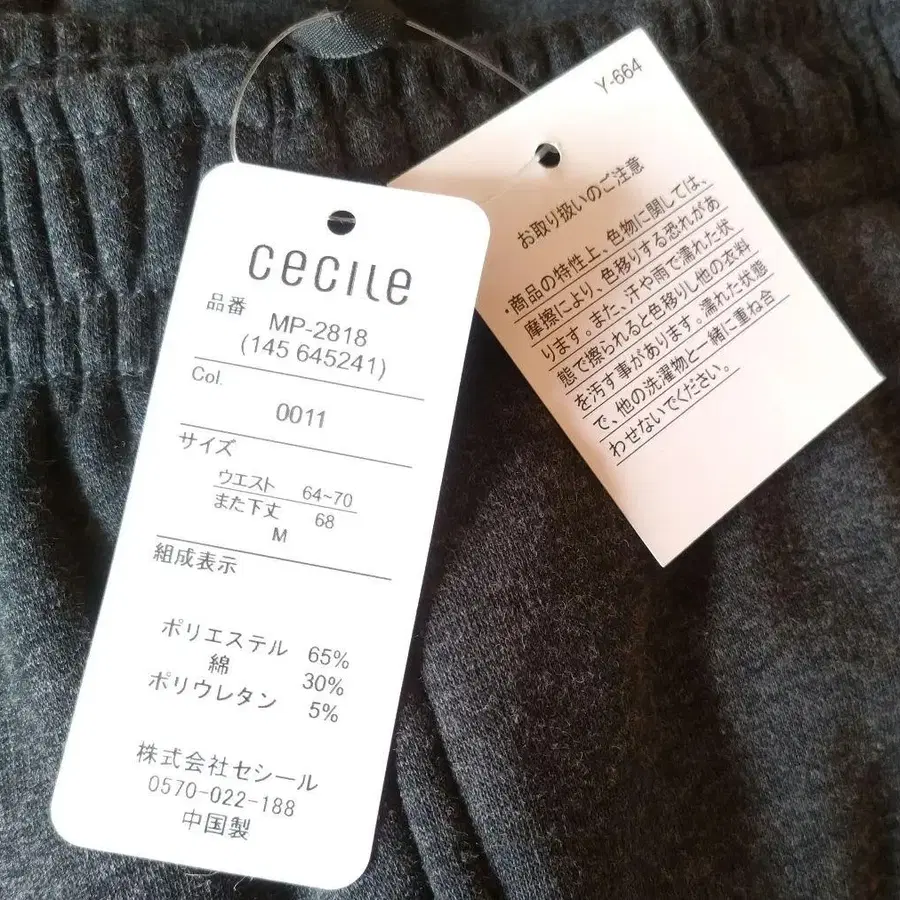 cecile
品番
MP-2818
(145 645241)
Col.
0011
サイズ
ウエスト 64~70
また下丈 68
M
組成表示
ポリエステル 65%
綿 30%
ポリウレタン 5%
株式会社セシール
0570-022-188
中国製
Y-664
お取り扱いのご注意
・商品の特性上、色物に関しては、
摩擦により、色移りする恐れがあ
ります。また、汗や雨で濡れた状
態で擦られると色移りし他の衣料
を汚す事があります。濡れた状態
で、他の洗濯物と一緒に重ね合
わせないでください。